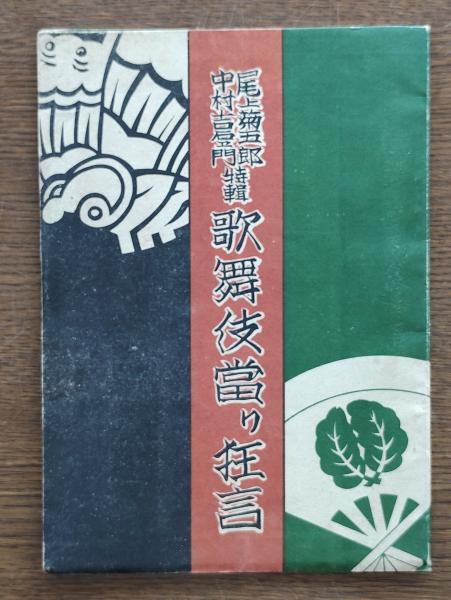 尾上菊五郎
中村吉右衛門
特輯
歌舞伎當り狂言